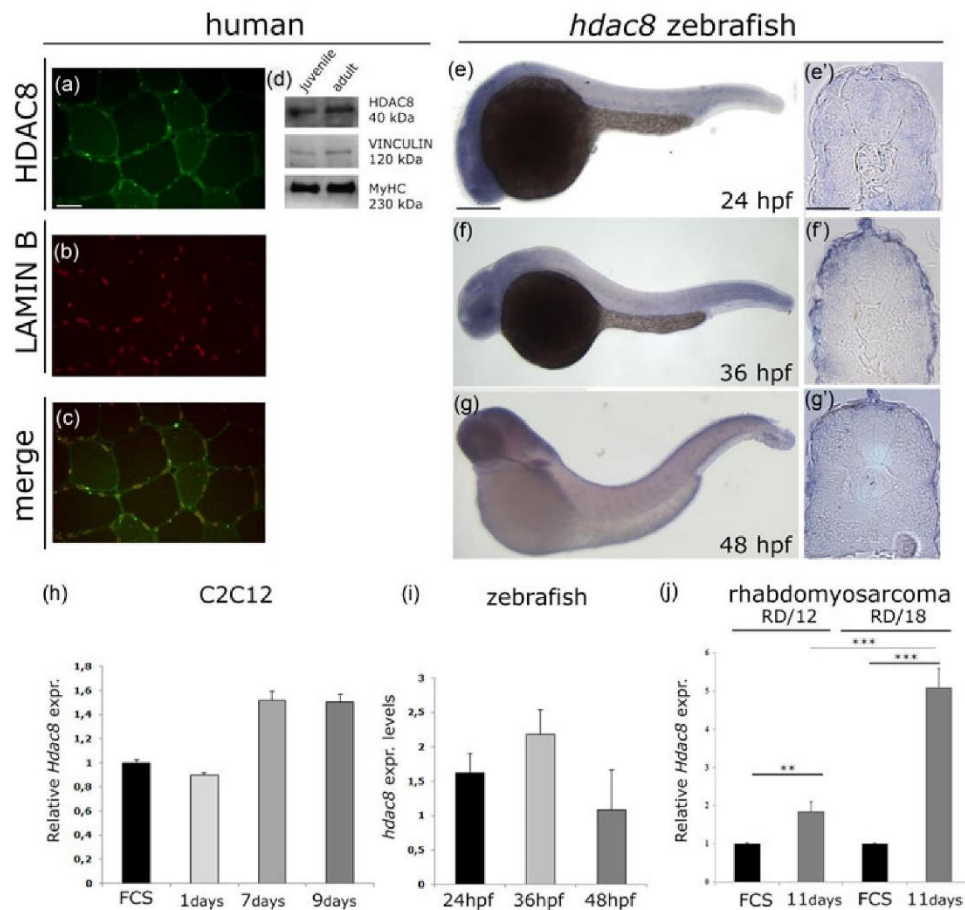 human
hdac8 zebrafish
HDAC8
(a)
(d)
juvenile
adult
HDAC8
40 kDa
VINCULIN
120 kDa
MyHC
230 kDa
(e)
24 hpf
(e')
LAMIN B
(b)
(f)
36 hpf
(f')
merge
(c)
(g)
48 hpf
(g')
(h)
C2C12
Relative Hdac8 expr.
1,8
1,6
1,4
1,2
1
0,8
0,6
0,4
0,2
0
FCS 1days 7days 9days
(i)
zebrafish
hdac8 expr. levels
3
2,5
2
1,5
1
0,5
0
24hpf 36hpf 48hpf
(j)
rhabdomyosarcoma
RD/12 RD/18
***
***
**
Relative Hdac8 expr.
6
5
4
3
2
1
0
FCS 11days FCS 11days